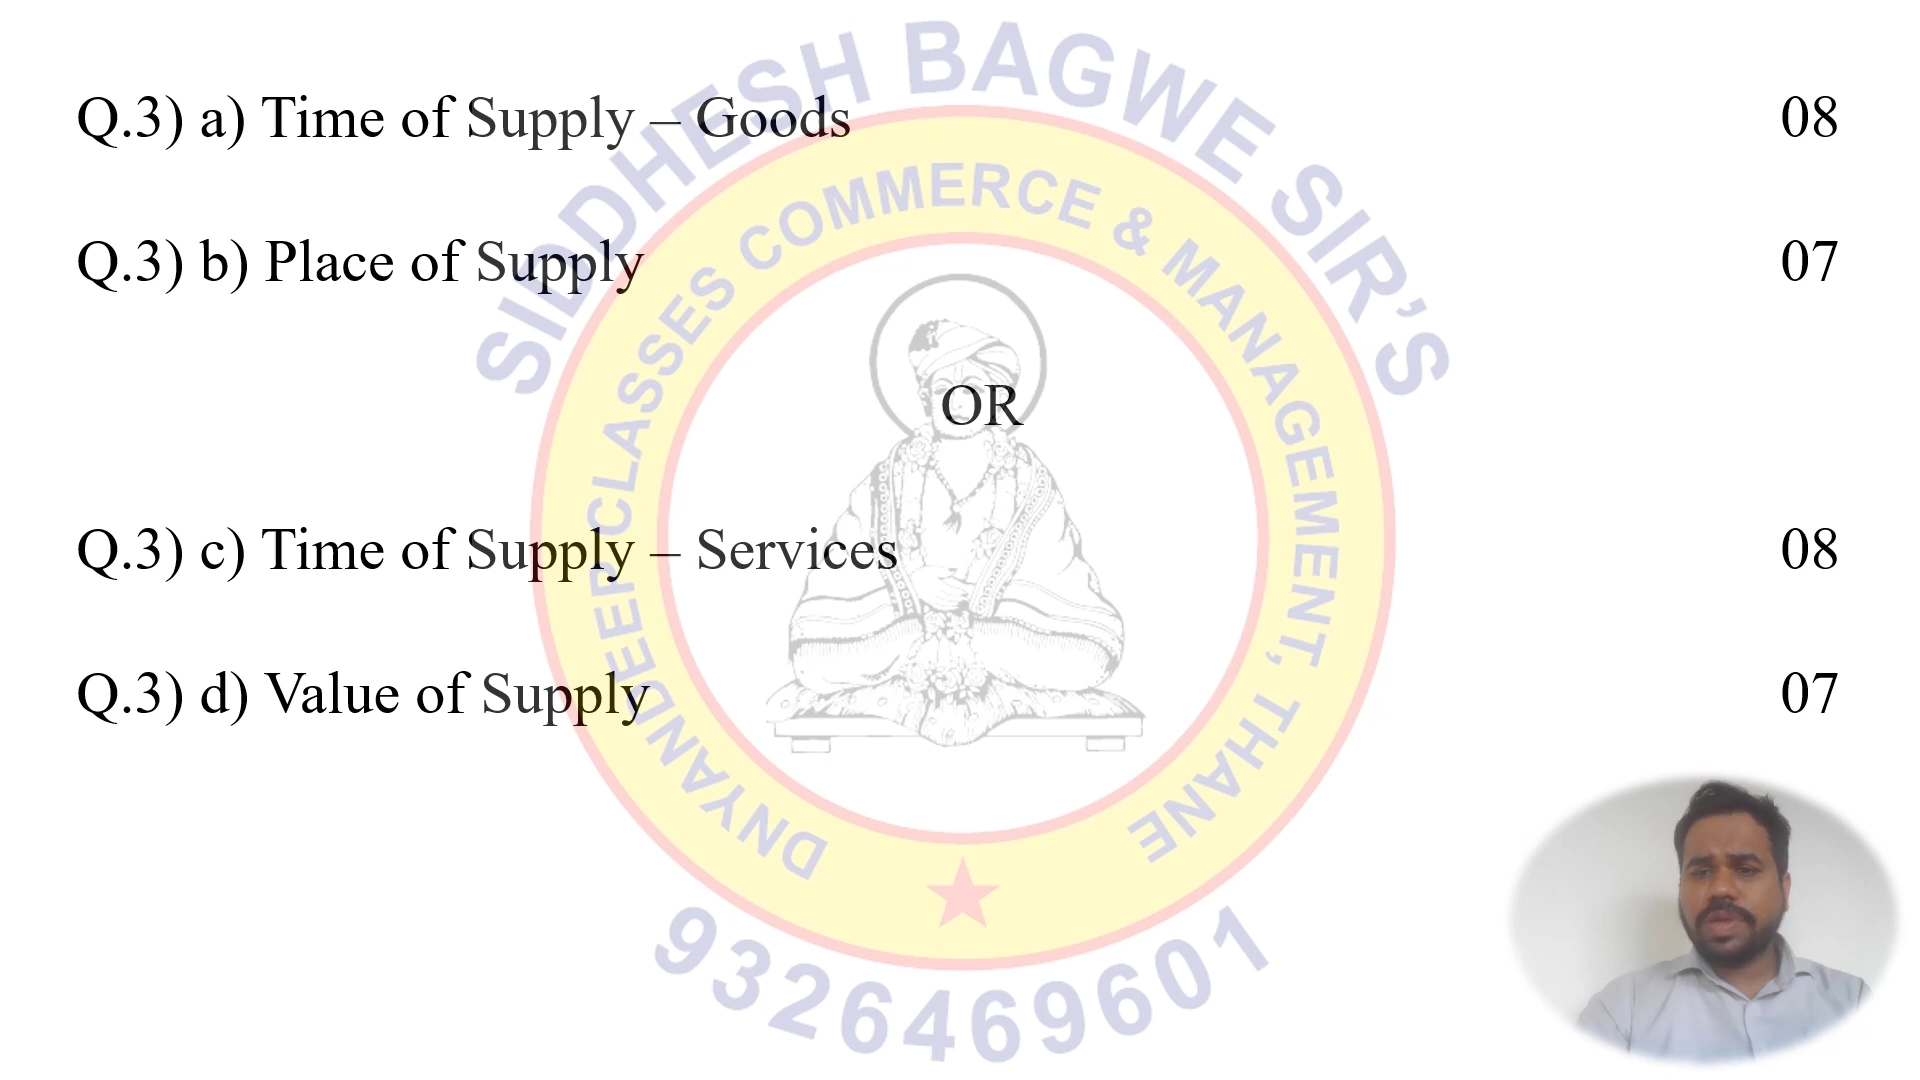 SIDDHESH BAGWE SIR'S
DNYANDEEP CLASSES COMMERCE & MANAGEMENT, THANE
Q.3) a) Time of Supply – Goods 08
Q.3) b) Place of Supply 07
OR
Q.3) c) Time of Supply – Services 08
Q.3) d) Value of Supply 07
9326469601